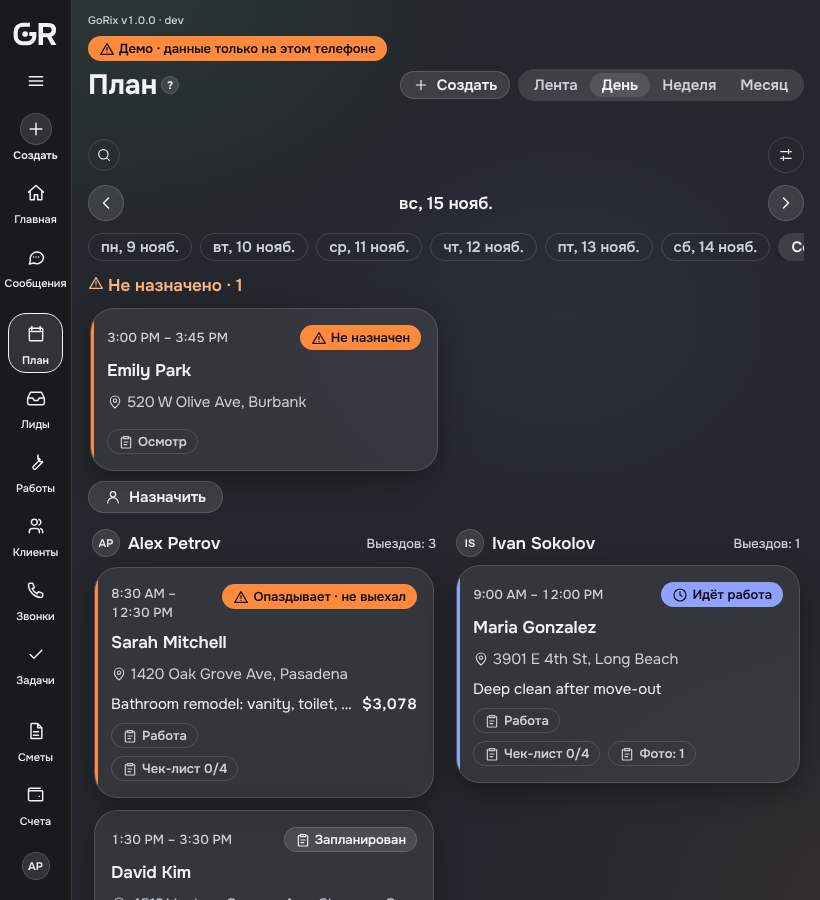 GoRix v1.0.0 · dev
GR
Демо · данные только на этом телефоне
План
?
Создать
Лента
День
Неделя
Месяц
Создать
Главная
Сообщения
План
Лиды
Работы
Клиенты
Звонки
Задачи
Сметы
Счета
AP
вс, 15 нояб.
пн, 9 нояб.
вт, 10 нояб.
ср, 11 нояб.
чт, 12 нояб.
пт, 13 нояб.
сб, 14 нояб.
Не назначено · 1
3:00 PM – 3:45 PM
Не назначен
Emily Park
520 W Olive Ave, Burbank
Осмотр
Назначить
AP
Alex Petrov
Выездов: 3
8:30 AM –
12:30 PM
Опаздывает · не выехал
Sarah Mitchell
1420 Oak Grove Ave, Pasadena
Bathroom remodel: vanity, toilet, ...
$3,078
Работа
Чек-лист 0/4
1:30 PM – 3:30 PM
Запланирован
David Kim
IS
Ivan Sokolov
Выездов: 1
9:00 AM – 12:00 PM
Идёт работа
Maria Gonzalez
3901 E 4th St, Long Beach
Deep clean after move-out
Работа
Чек-лист 0/4
Фото: 1